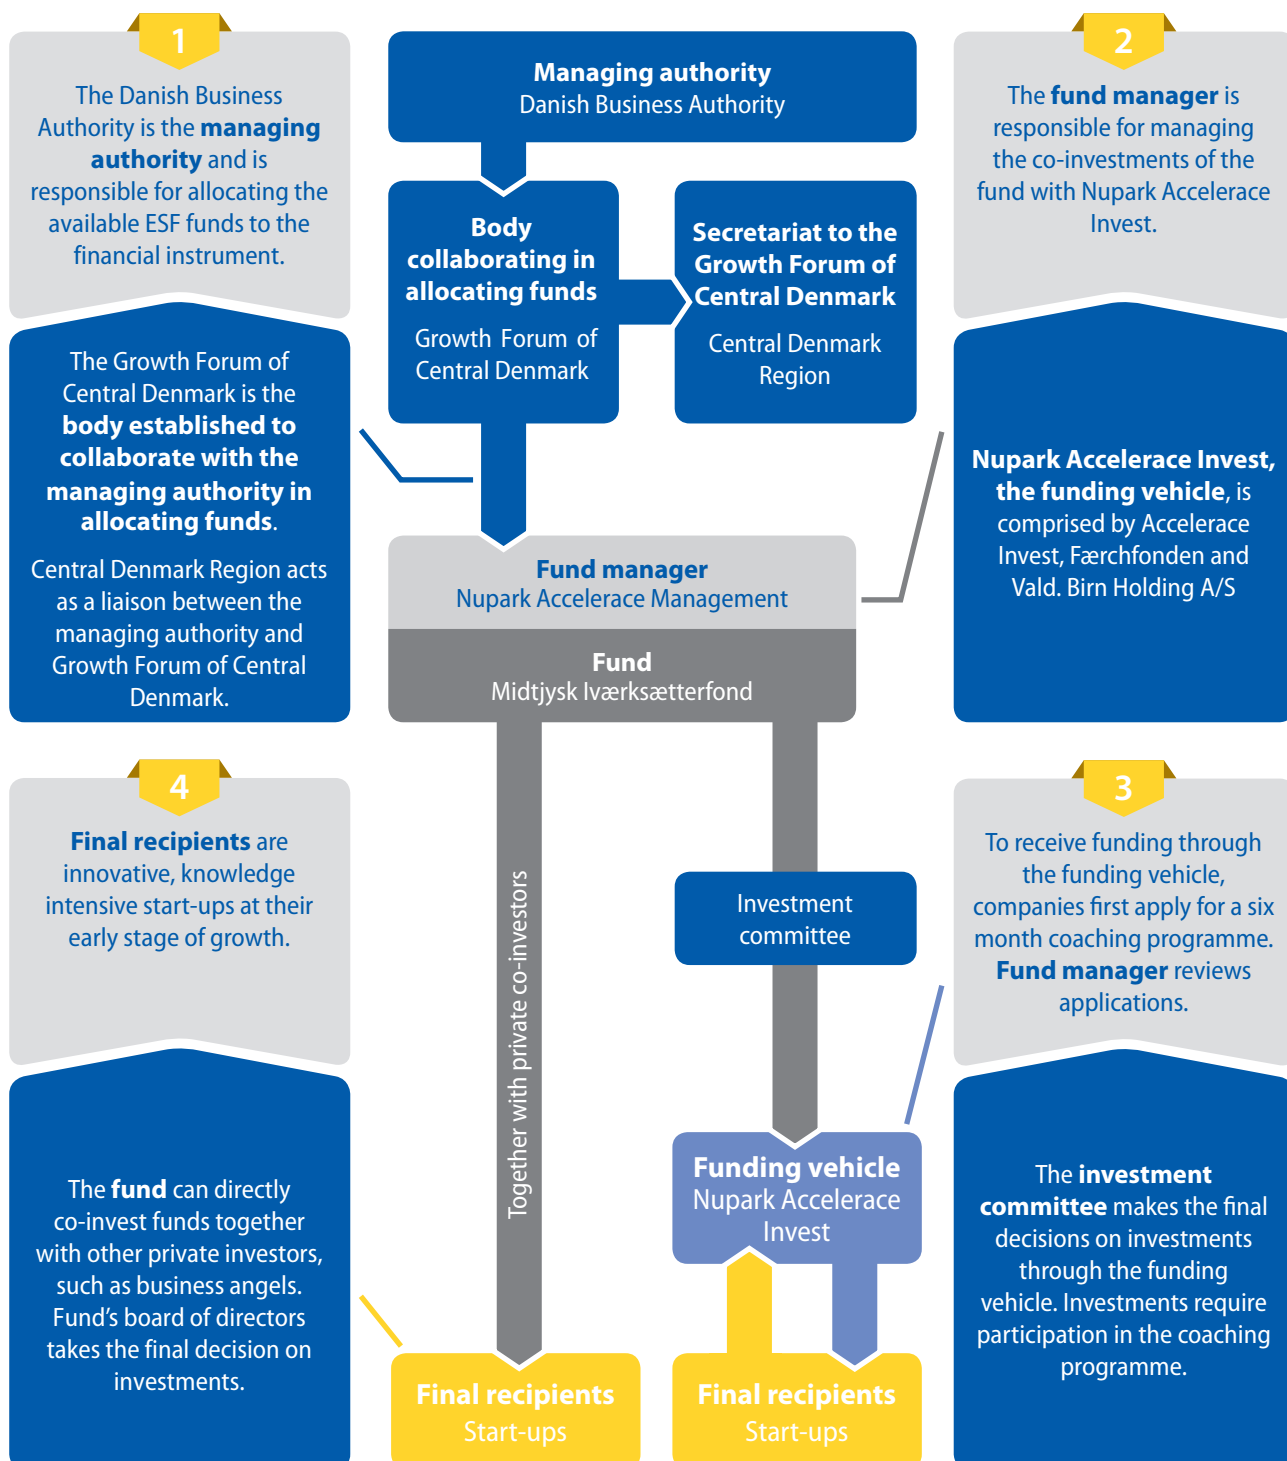 1
The Danish Business
Authority is the managing
authority and is
responsible for allocating the
available ESF funds to the
financial instrument.
The Growth Forum of
Central Denmark is the
body established to
collaborate with the
managing authority in
allocating funds.
Central Denmark Region acts
as a liaison between the
managing authority and
Growth Forum of Central
Denmark.
Managing authority
Danish Business Authority
Body
collaborating in
allocating funds
Growth Forum of
Central Denmark
Secretariat to the
Growth Forum of
Central Denmark
Central Denmark
Region
Fund manager
Nupark Accelerace Management
Fund
Midtjysk Iværksætterfond
2
The fund manager is
responsible for managing
the co-investments of the
fund with Nupark Accelerace
Invest.
Nupark Accelerace Invest,
the funding vehicle, is
comprised by Accelerace
Invest, Færchfonden and
Vald. Birn Holding A/S
4
Final recipients are
innovative, knowledge
intensive start-ups at their
early stage of growth.
The fund can directly
co-invest funds together
with other private investors,
such as business angels.
Fund's board of directors
takes the final decision on
investments.
Together with private co-investors
Investment
committee
Funding vehicle
Nupark Accelerace
Invest
Final recipients
Start-ups
Final recipients
Start-ups
3
To receive funding through
the funding vehicle,
companies first apply for a six
month coaching programme.
Fund manager reviews
applications.
The investment
committee makes the final
decisions on investments
through the funding
vehicle. Investments require
participation in the coaching
programme.